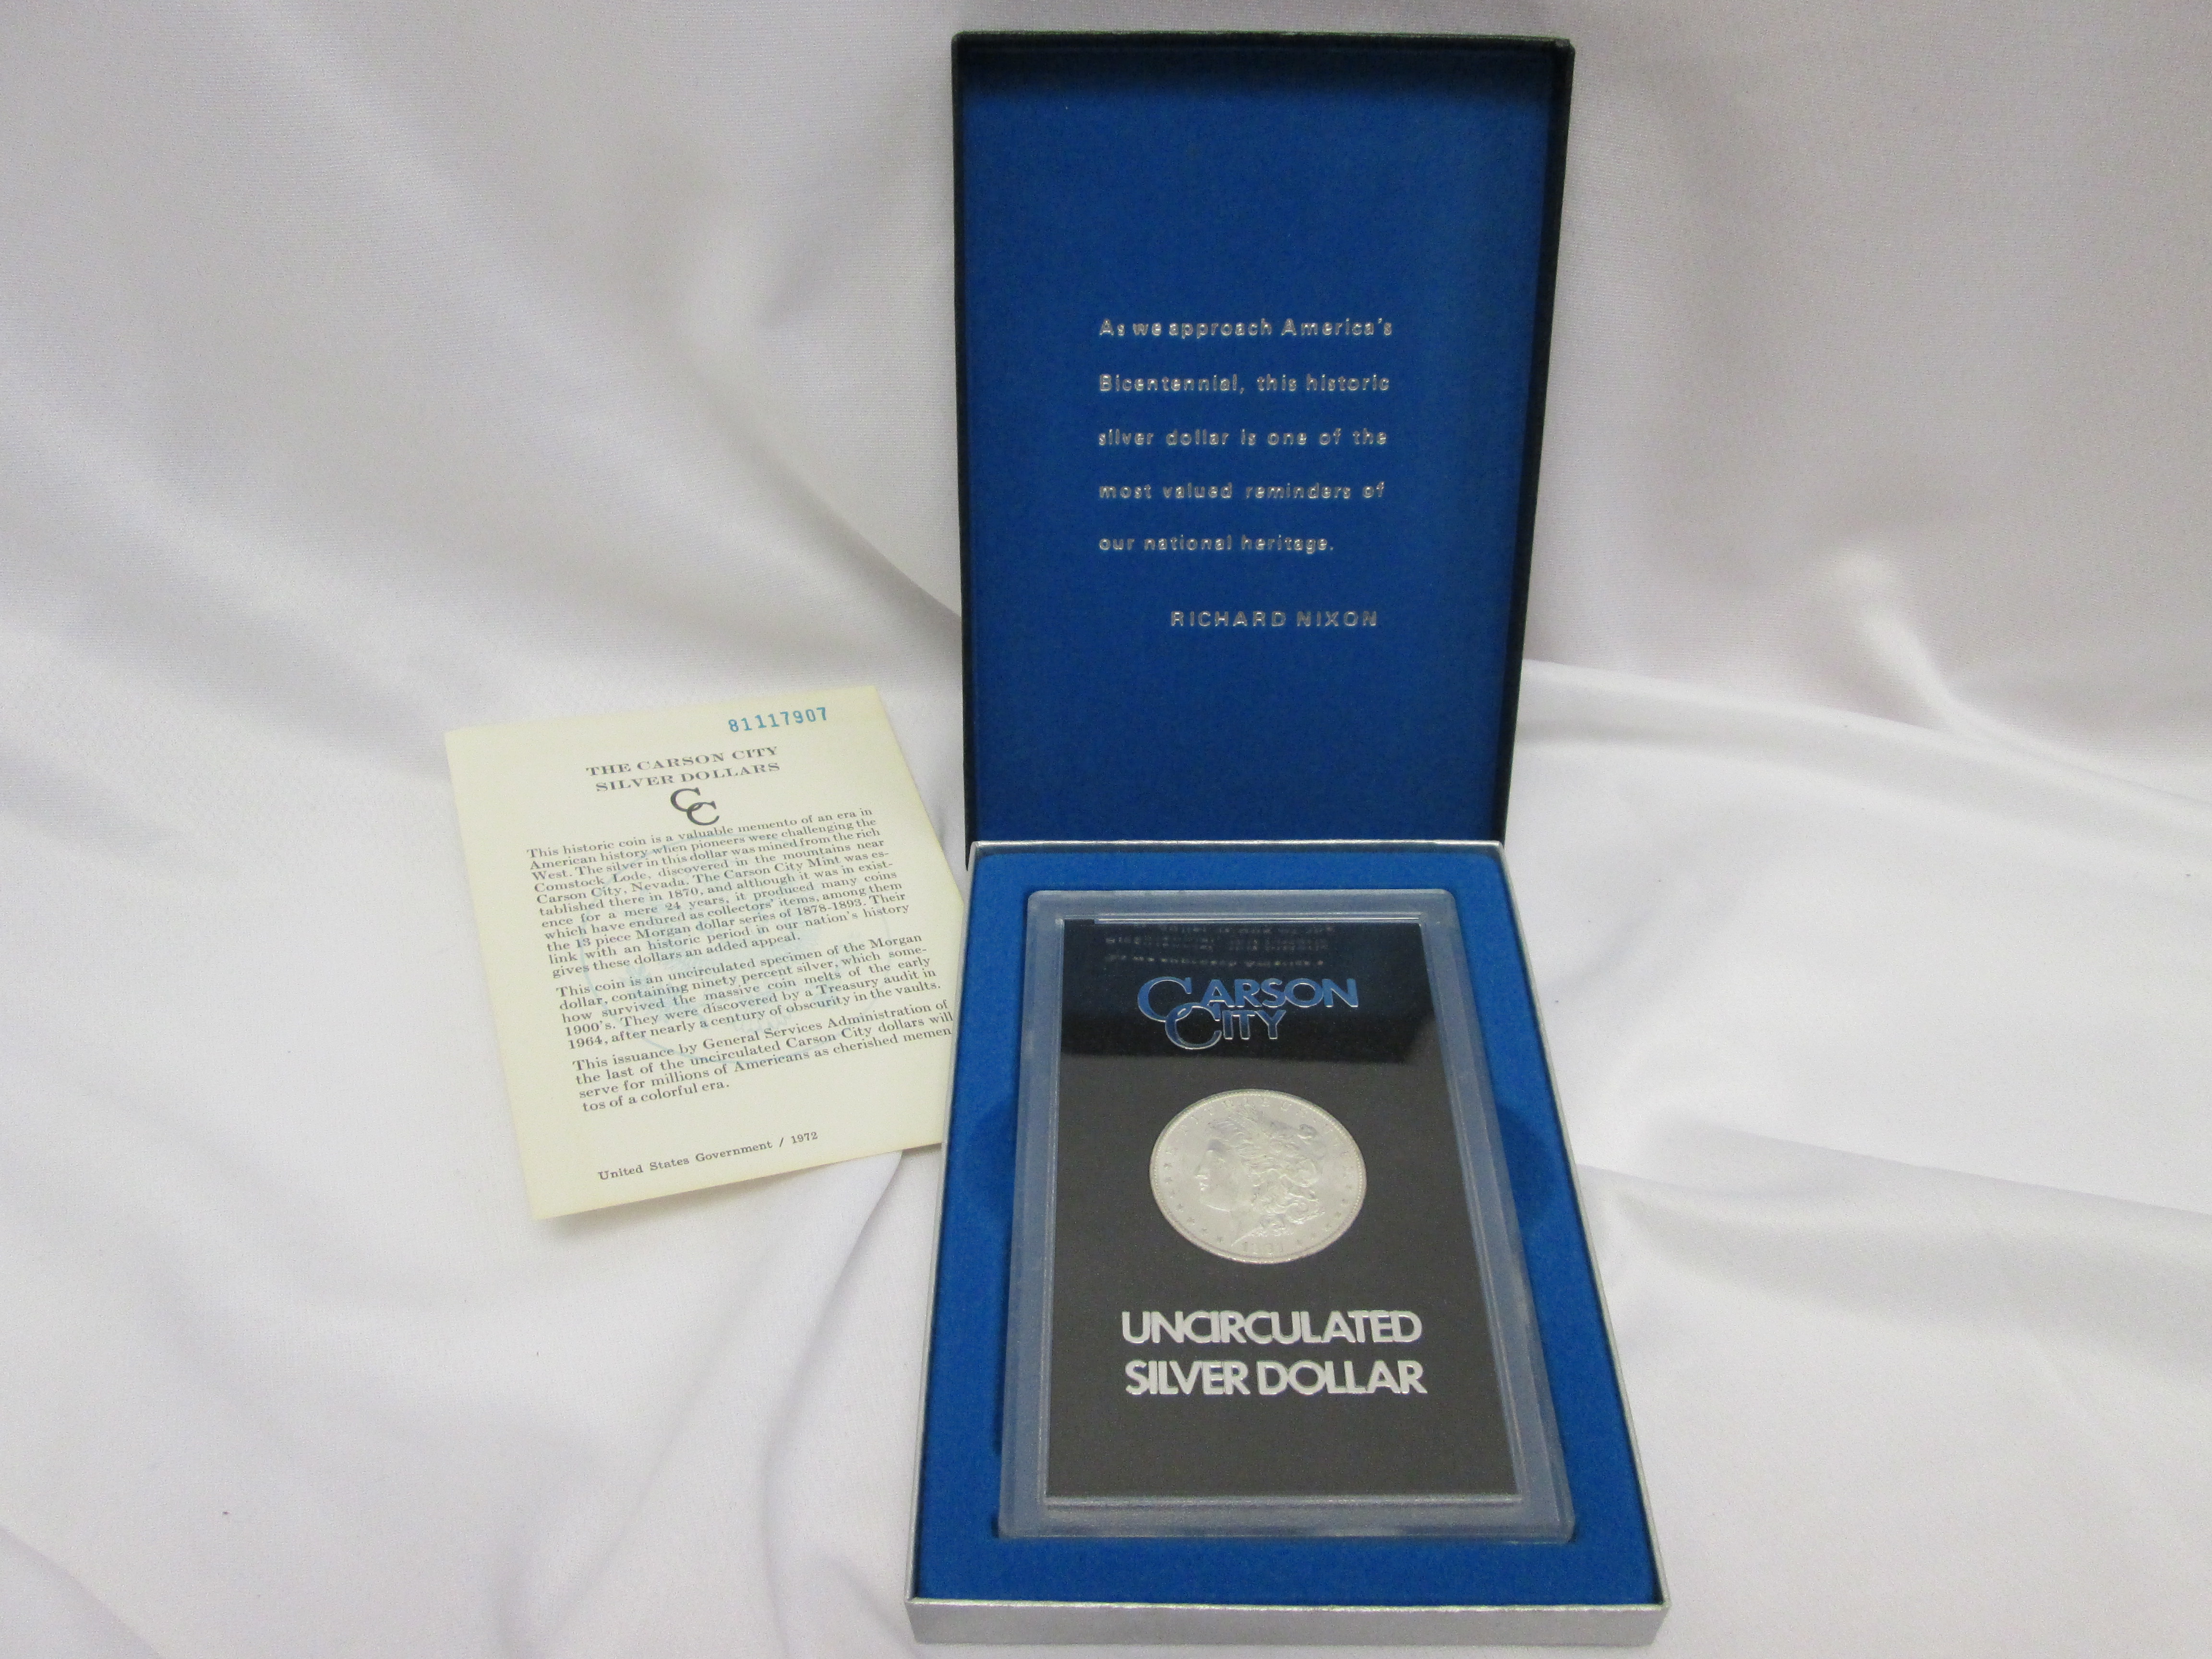 As we approach America's
Bicentennial, this historic
silver dollar is one of the
most valued reminders of
our national heritage.
RICHARD NIXON
81117907
THE CARSON CITY
SILVER DOLLARS
CC
This historic coin is a valuable memento of an era in
American history when pioneers were challenging the
West. The silver in this dollar was mined from the rich
Comstock Lode, discovered in the mountains near
Carson City, Nevada. The Carson City Mint was es-
tablished there in 1870, and although it was in exist-
ence for a mere 24 years, it produced many coins
which have endured as collectors' items, among them
the 13 piece Morgan dollar series of 1878-1893. Their
link with an historic period in our nation's history
gives these dollars an added appeal.
This coin is an uncirculated specimen of the Morgan
dollar, containing ninety percent silver, which some-
how survived the massive coin melts of the early
1900's. They were discovered by a Treasury audit in
1964, after nearly a century of obscurity in the vaults.
This issuance by General Services Administration of
the last of the uncirculated Carson City dollars will
serve for millions of Americans as cherished memen
tos of a colorful era.
United States Government / 1972
CARSON
CITY
UNCIRCULATED
SILVER DOLLAR